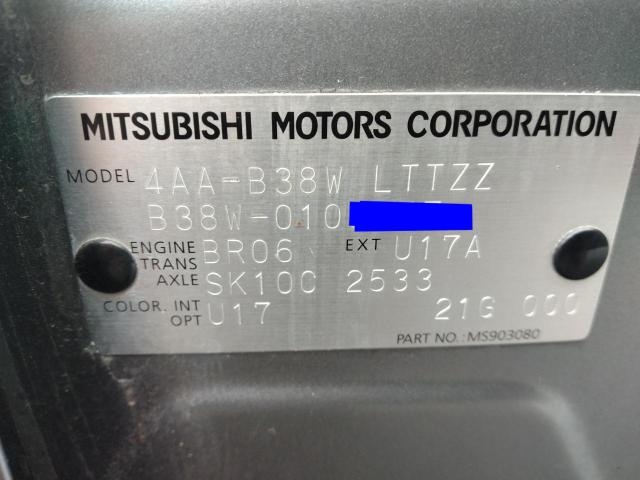 MITSUBISHI MOTORS CORPORATION
MODEL 4AA-B38W LTTZZ
B38W-010
ENGINE BR06 EXT U17A
TRANS
AXLE SK10C 2533
COLOR. INT U17 21G 000
OPT
PART NO.: MS903080